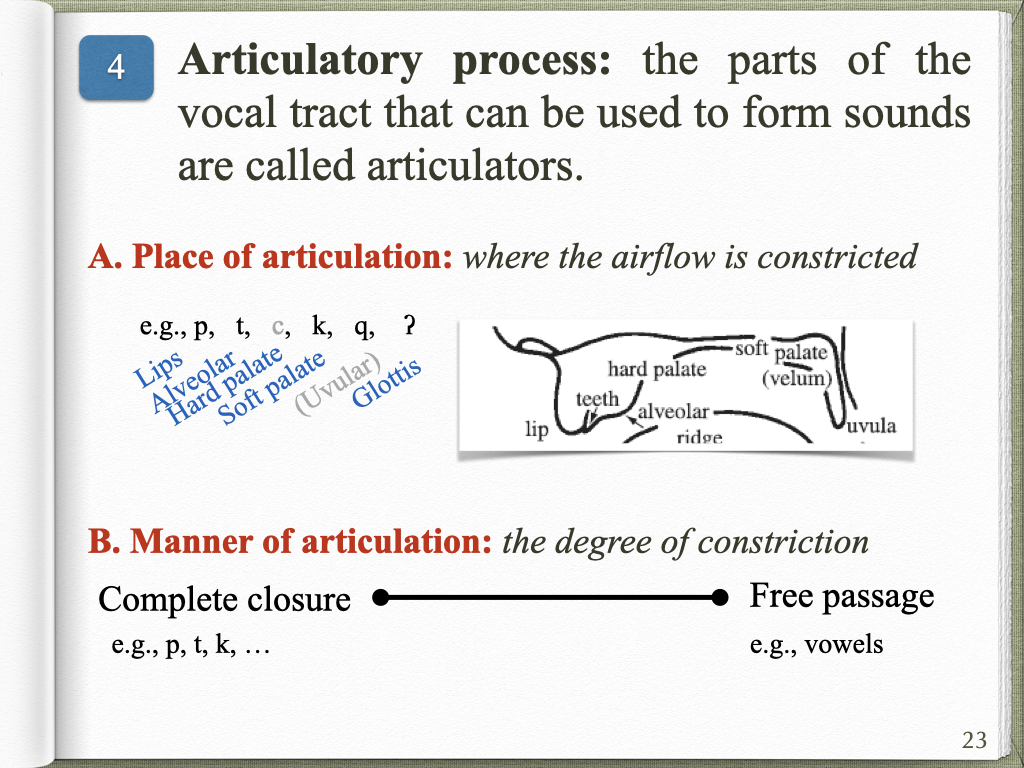 4
Articulatory process: the parts of the
vocal tract that can be used to form sounds
are called articulators.
A. Place of articulation: where the airflow is constricted
e.g., p, t, c, k, q, ʔ
Lips
Alveolar
Hard palate
Soft palate
(Uvular)
Glottis
soft palate
hard palate
(velum)
teeth
alveolar
lip
ridge
uvula
B. Manner of articulation: the degree of constriction
Complete closure
Free passage
e.g., p, t, k, …
e.g., vowels
23